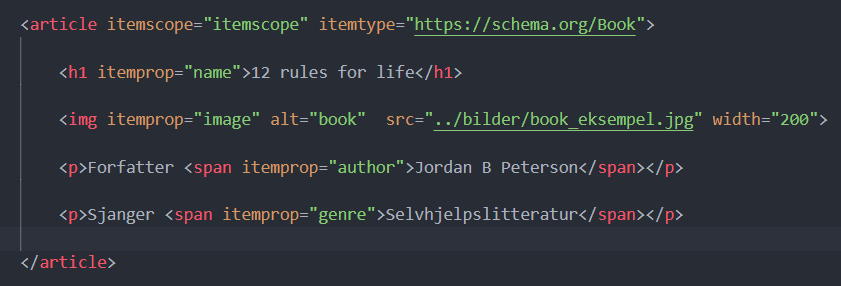 <article itemscope="itemscope" itemtype="https://schema.org/Book">
<h1 itemprop="name">12 rules for life</h1>
<img itemprop="image" alt="book"  src="../bilder/book_eksempel.jpg" width="200">
<p>Forfatter <span itemprop="author">Jordan B Peterson</span></p>
<p>Sjanger <span itemprop="genre">Selvhjelpslitteratur</span></p>
</article>